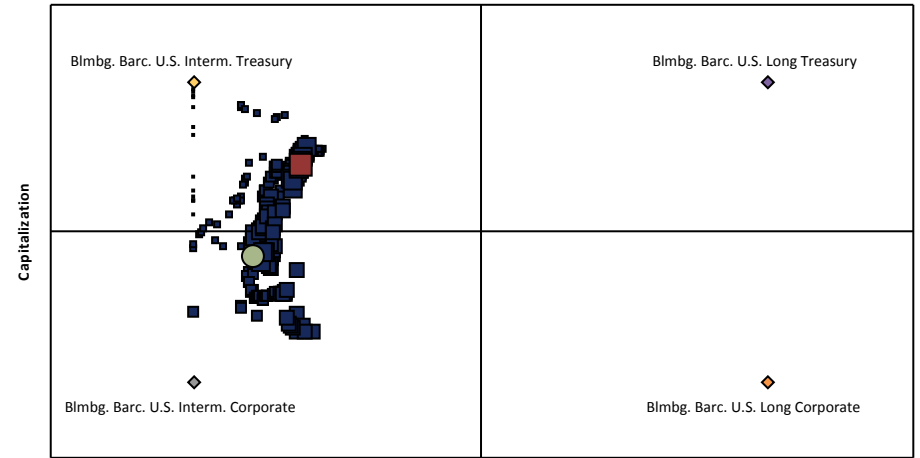 Blmbg. Barc. U.S. Interm. Treasury
Blmbg. Barc. U.S. Long Treasury
Capitalization
Blmbg. Barc. U.S. Interm. Corporate
Blmbg. Barc. U.S. Long Corporate